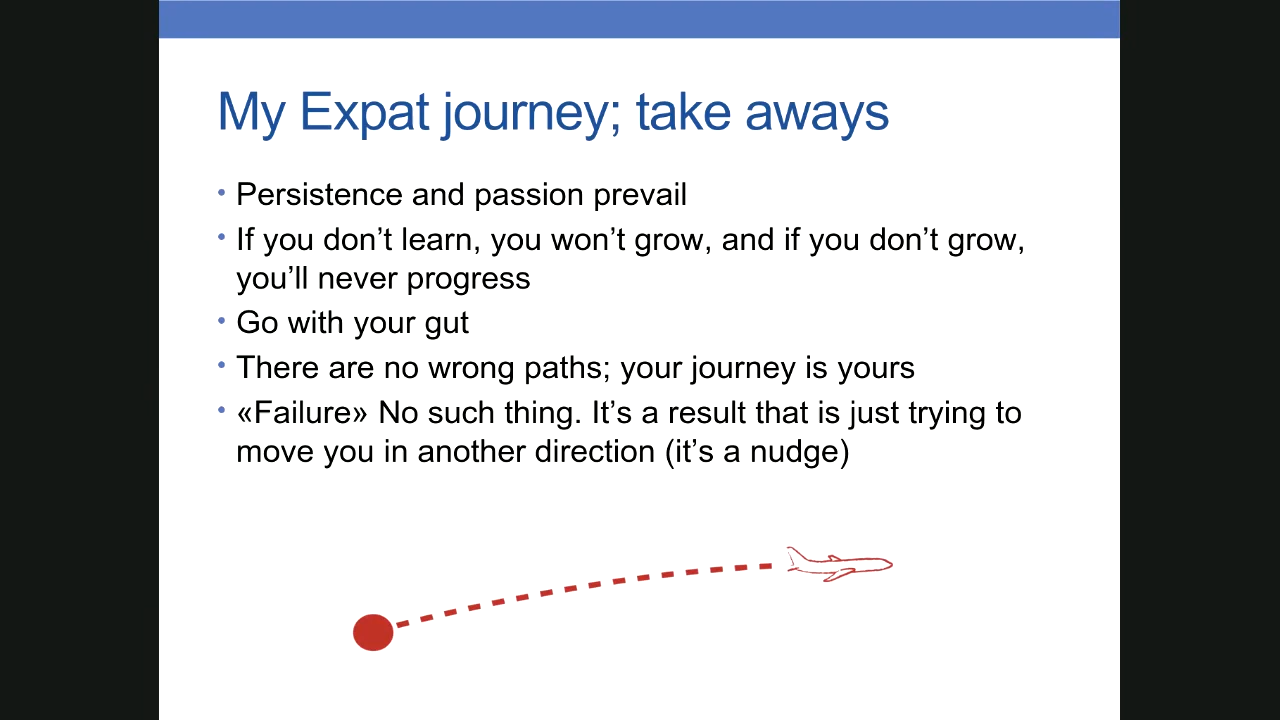 My Expat journey; take aways
• Persistence and passion prevail
• If you don’t learn, you won’t grow, and if you don’t grow,
you’ll never progress
• Go with your gut
• There are no wrong paths; your journey is yours
• «Failure» No such thing. It’s a result that is just trying to
move you in another direction (it’s a nudge)